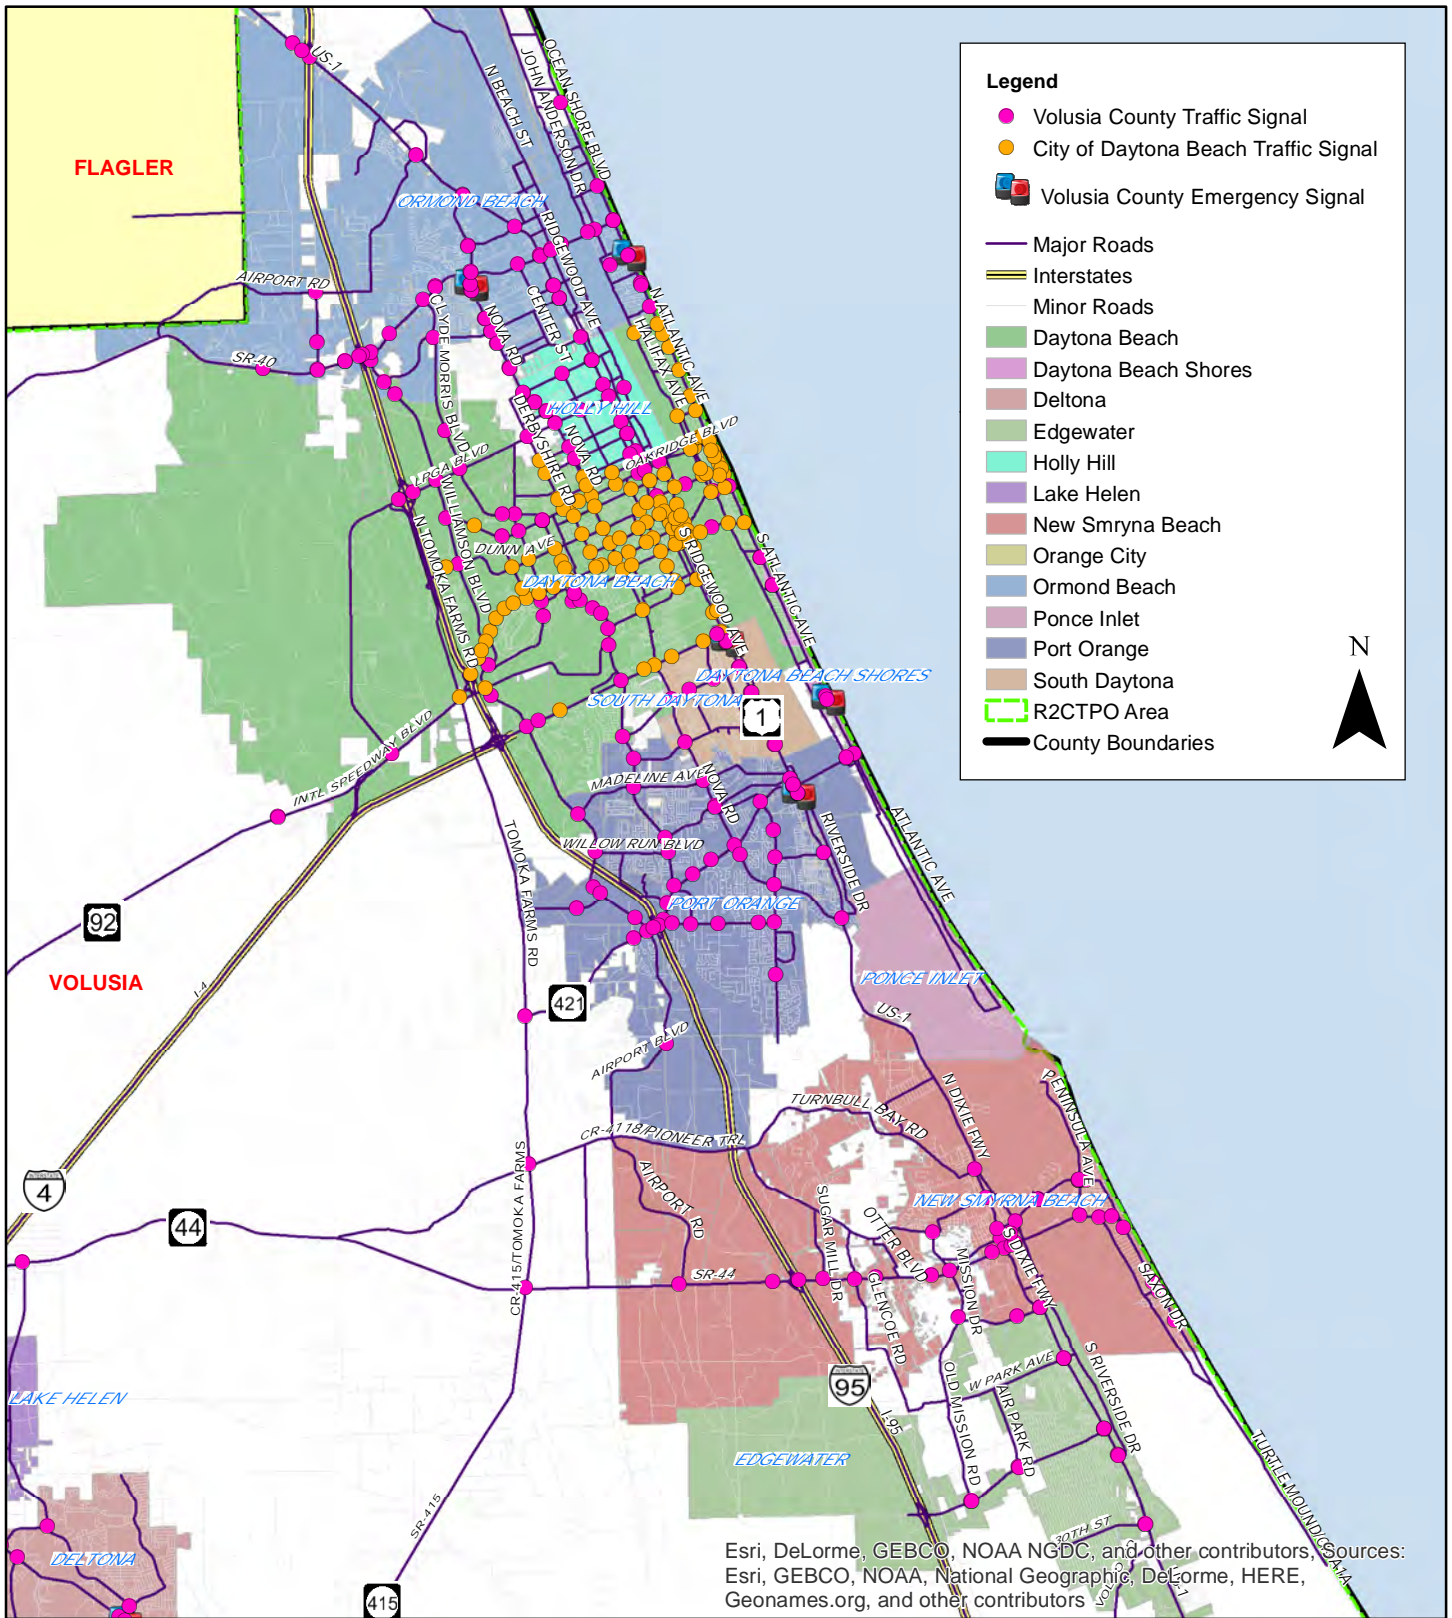 Legend
Volusia County Traffic Signal
City of Daytona Beach Traffic Signal
Volusia County Emergency Signal
Major Roads
Interstates
Minor Roads
Daytona Beach
Daytona Beach Shores
Deltona
Edgewater
Holly Hill
Lake Helen
New Smryna Beach
Orange City
Ormond Beach
Ponce Inlet
Port Orange
South Daytona
R2CTPO Area
County Boundaries
N
FLAGLER
VOLUSIA
US-1
N BEACH ST
JOHN ANDERSON DR
OCEAN SHORE BLVD
ORMOND BEACH
RIDGEWOOD AVE
AIRPORT RD
SR-40
CLYDE MORRIS BLVD
NOVA RD
CENTER ST
N ATLANTIC AVE
HALIFAX AVE
HOLLY HILL
DERBYSHIRE RD
NOVA RD
OAKRIDGE BLVD
LPGA BLVD
WILLIAMSON BLVD
N TOMOKA FARMS RD
DUNN AVE
S RIDGEWOOD AVE
S ATLANTIC AVE
DAYTONA BEACH
DAYTONA BEACH SHORES
SOUTH DAYTONA
1
INTL SPEEDWAY BLVD
MADELINE AVE
NOVA RD
WILLOW RUN BLVD
RIVERSIDE DR
ATLANTIC AVE
TOMOKA FARMS RD
PORT ORANGE
92
I-4
421
PONCE INLET
US-1
AIRPORT BLVD
TURNBULL BAY RD
N DIXIE FWY
PENINSULA AVE
CR-4118/PIONEER TRL
AIRPORT RD
CR-415/TOMOKA FARMS
INTERSTATE
4
44
NEW SMYRNA BEACH
SUGAR MILL DR
OTTER BLVD
MISSION DR
S DIXIE FWY
SR-44
GLENCOE RD
SAXON DR
INTERSTATE
95
I-95
W PARK AVE
S RIVERSIDE DR
OLD MISSION RD
AIR PARK RD
LAKE HELEN
EDGEWATER
SR-415
30TH ST
DELTONA
415
Esri, DeLorme, GEBCO, NOAA NGDC, and other contributors, Sources:
Esri, GEBCO, NOAA, National Geographic, DeLorme, HERE,
Geonames.org, and other contributors